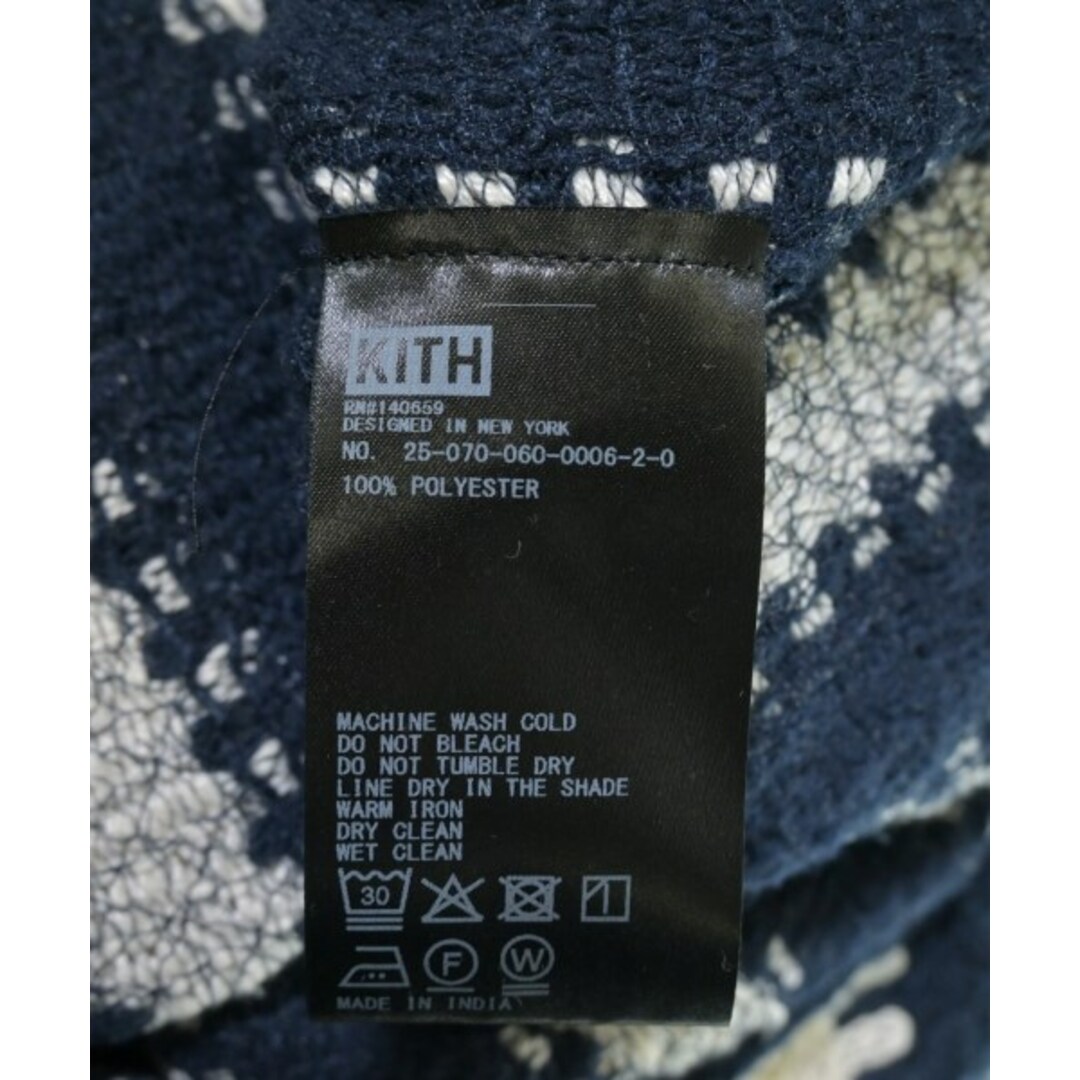 KITH
RN#140659
DESIGNED IN NEW YORK
NO. 25-070-060-0006-2-0
100% POLYESTER
MACHINE WASH COLD
DO NOT BLEACH
DO NOT TUMBLE DRY
LINE DRY IN THE SHADE
WARM IRON
DRY CLEAN
WET CLEAN
30
F W
MADE IN INDIA